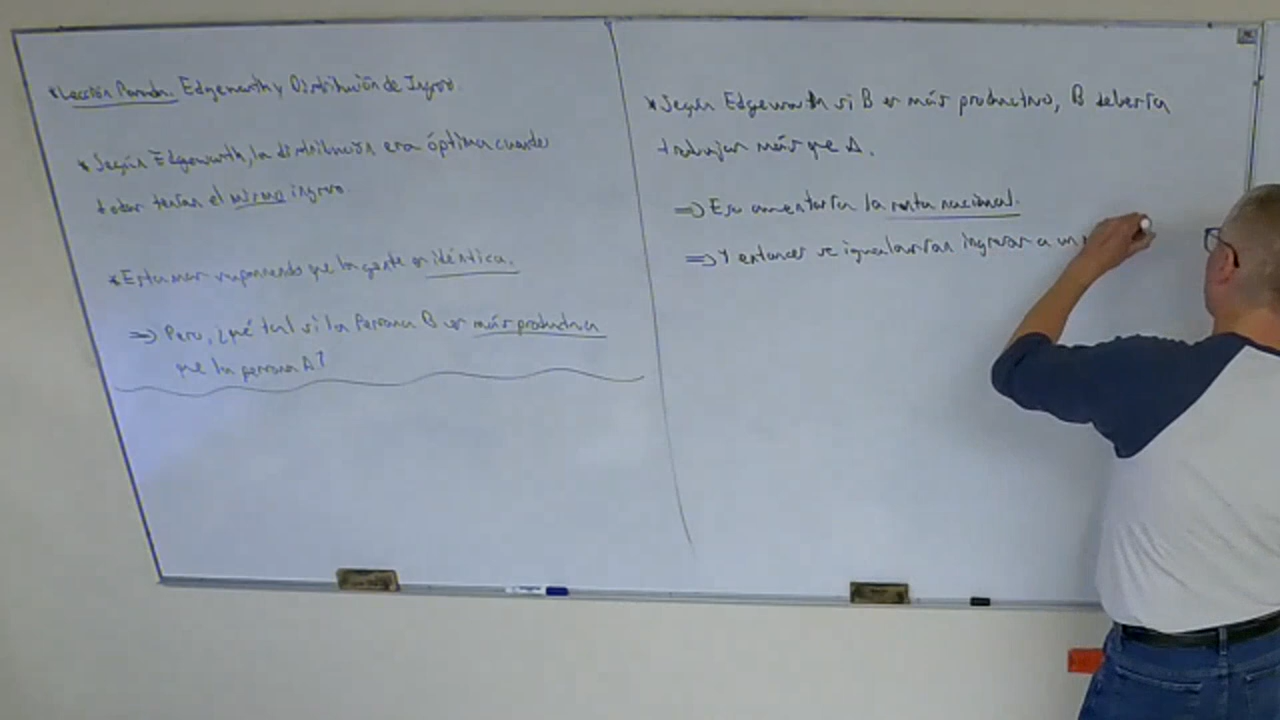 * Lección Pasada. Edgeworth y Distribución de Ingreso.
* Según Edgeworth, la distribución era óptima cuando
todos tenían el mismo ingreso.
* Estamos suponiendo que la gente es idéntica.
=> Pero, ¿qué tal si la Persona B es más productiva
que la persona A?
* Según Edgeworth si B es más productivo, B debería
trabajar más que A.
=> Eso aumentaría la renta nacional.
=> Y entonces se igualarían ingresos a un